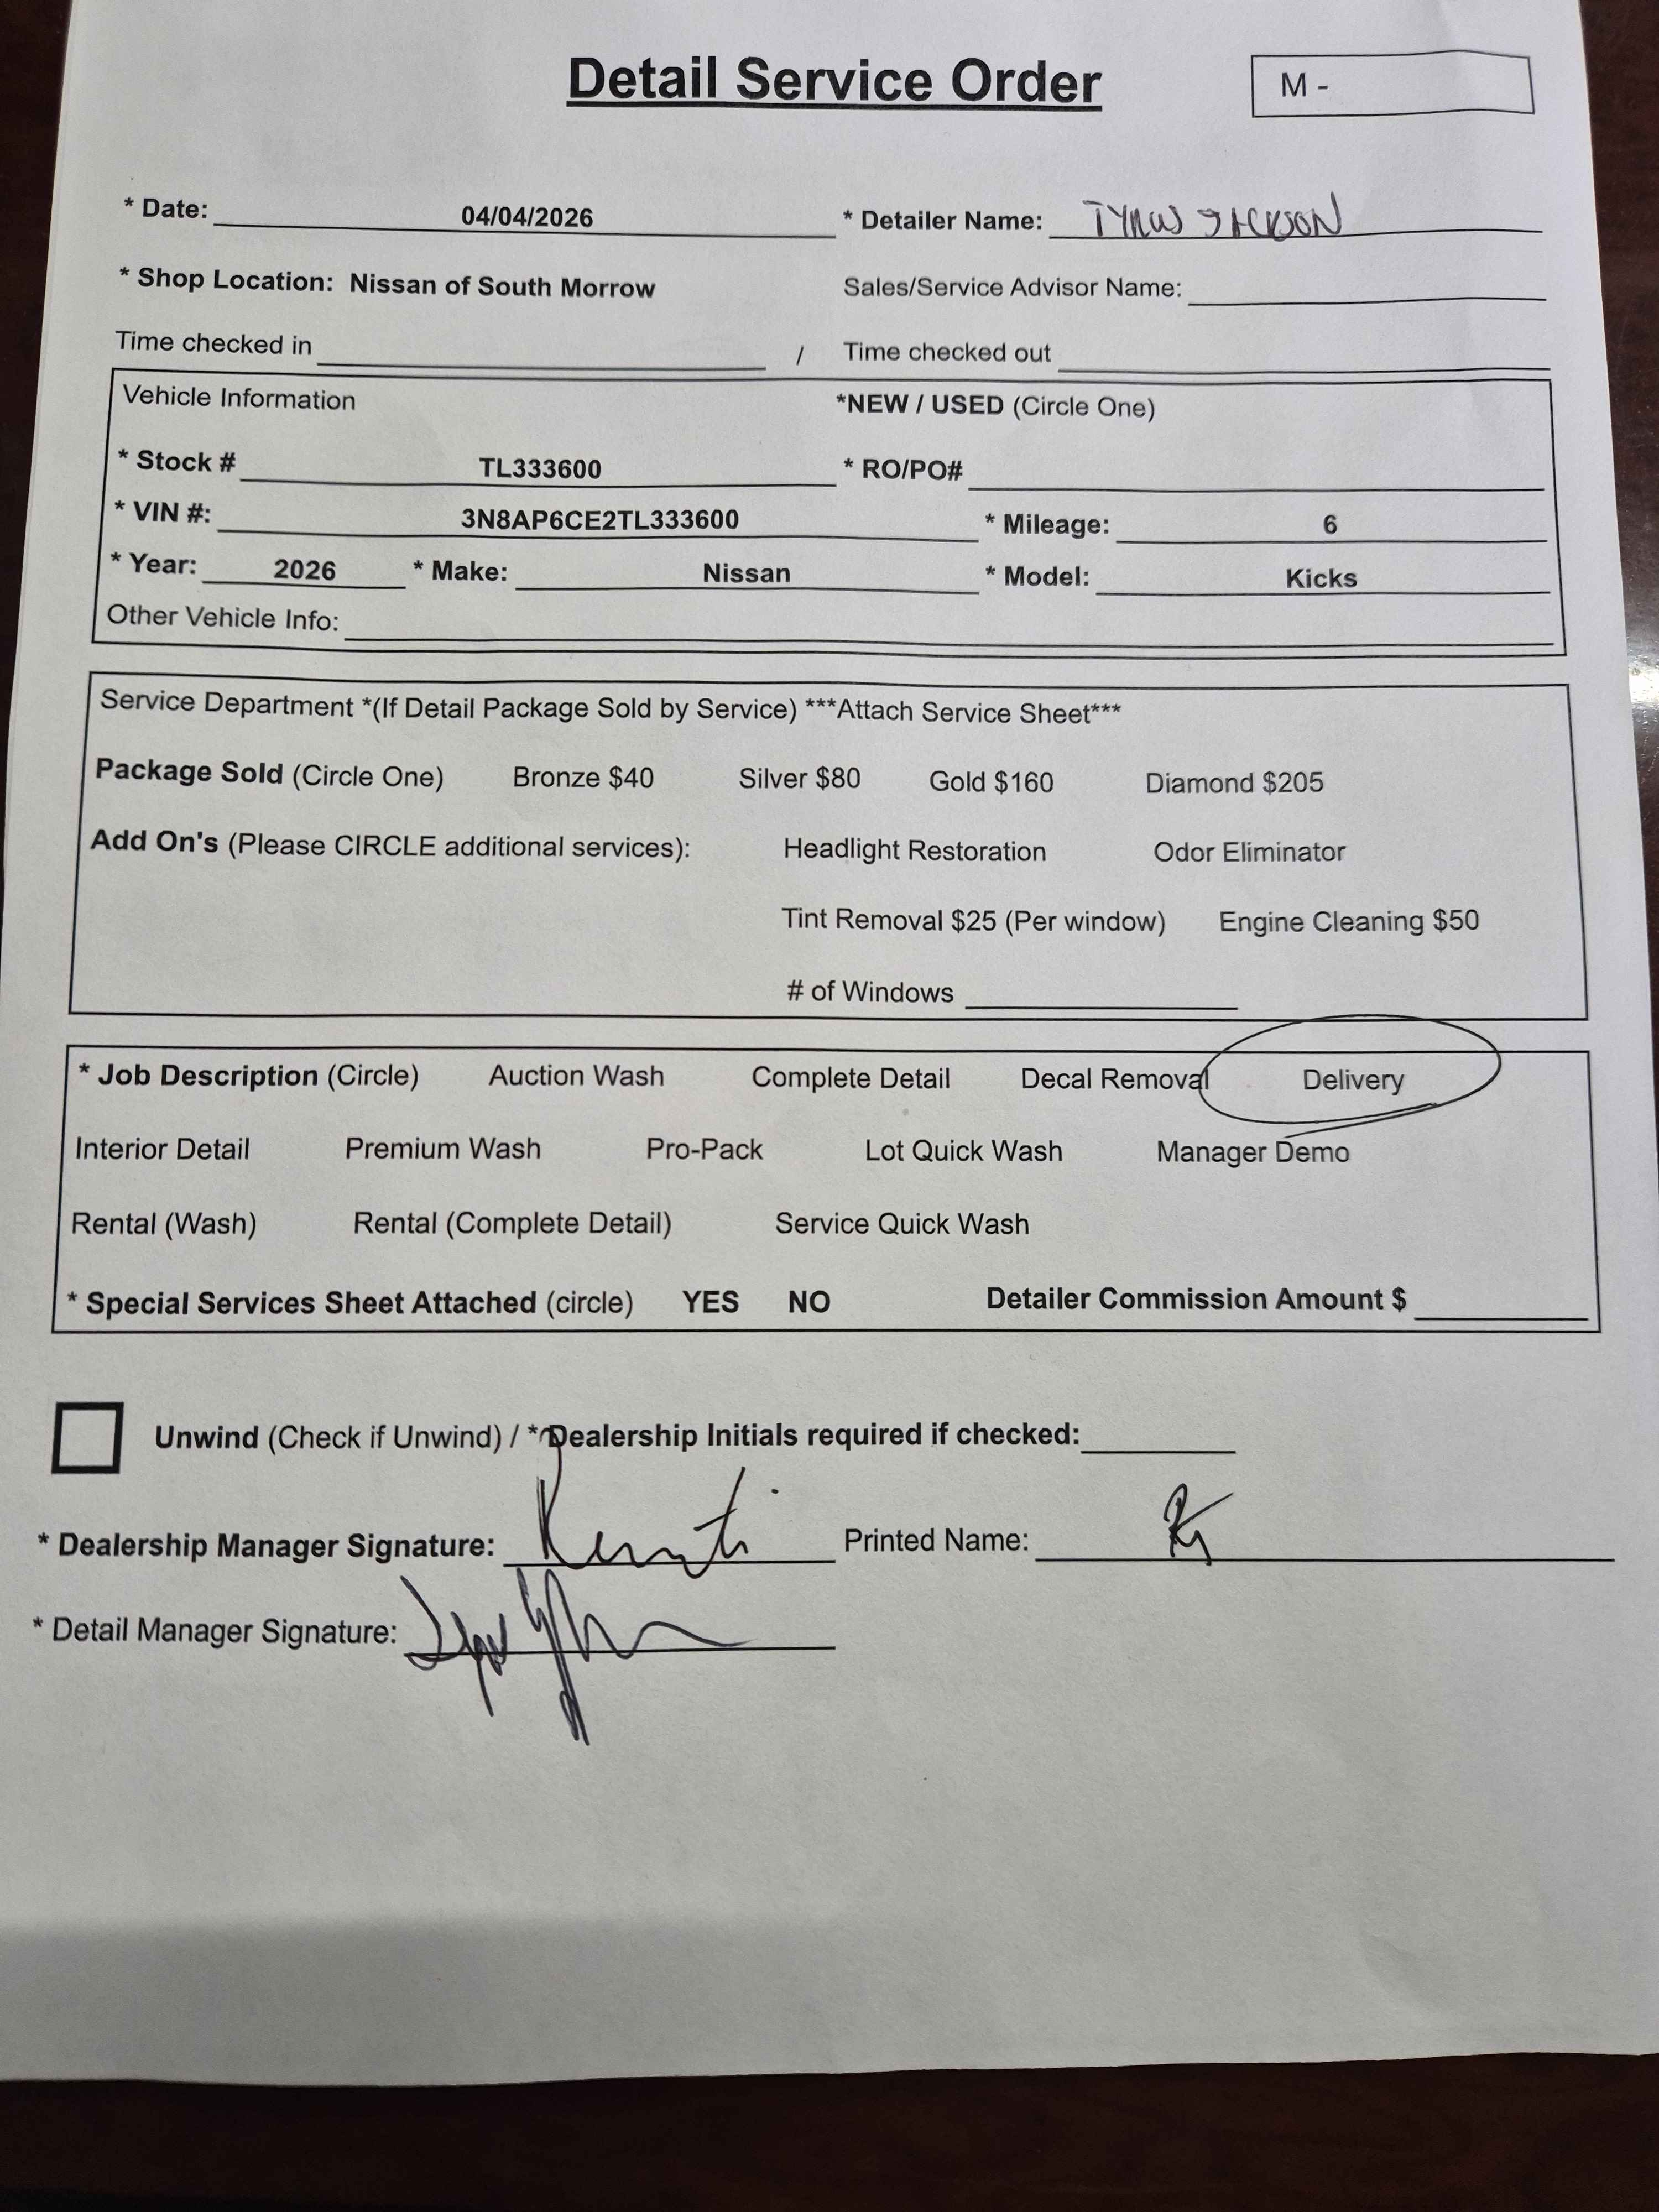 Detail Service Order
M -
* Date: 04/04/2026 * Detailer Name: TYRUS JACKSON
* Shop Location: Nissan of South Morrow Sales/Service Advisor Name:
Time checked in / Time checked out
Vehicle Information *NEW / USED (Circle One)
* Stock # TL333600 * RO/PO#
* VIN #: 3N8AP6CE2TL333600 * Mileage: 6
* Year: 2026 * Make: Nissan * Model: Kicks
Other Vehicle Info:
Service Department *(If Detail Package Sold by Service) ***Attach Service Sheet***
Package Sold (Circle One) Bronze $40 Silver $80 Gold $160 Diamond $205
Add On's (Please CIRCLE additional services): Headlight Restoration Odor Eliminator
Tint Removal $25 (Per window) Engine Cleaning $50
# of Windows
* Job Description (Circle) Auction Wash Complete Detail Decal Removal Delivery
Interior Detail Premium Wash Pro-Pack Lot Quick Wash Manager Demo
Rental (Wash) Rental (Complete Detail) Service Quick Wash
* Special Services Sheet Attached (circle) YES NO Detailer Commission Amount $
Unwind (Check if Unwind) / * Dealership Initials required if checked:
* Dealership Manager Signature: Printed Name:
* Detail Manager Signature: